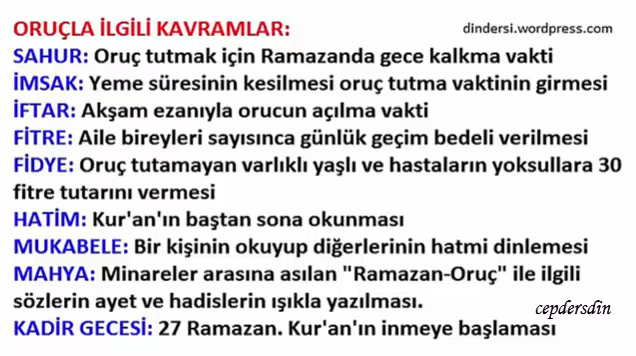 ORUÇLA İLGİLİ KAVRAMLAR:
dindersi.wordpress.com
SAHUR: Oruç tutmak için Ramazanda gece kalkma vakti
İMSAK: Yeme süresinin kesilmesi oruç tutma vaktinin girmesi
İFTAR: Akşam ezanıyla orucun açılma vakti
FİTRE: Aile bireyleri sayısınca günlük geçim bedeli verilmesi
FİDYE: Oruç tutamayan varlıklı yaşlı ve hastaların yoksullara 30
fitre tutarını vermesi
HATİM: Kur'an'ın baştan sona okunması
MUKABELE: Bir kişinin okuyup diğerlerinin hatmi dinlemesi
MAHYA: Minareler arasına asılan "Ramazan-Oruç" ile ilgili
sözlerin ayet ve hadislerin ışıkla yazılması.
cepdersdin
KADİR GECESİ: 27 Ramazan. Kur'an'ın inmeye başlaması